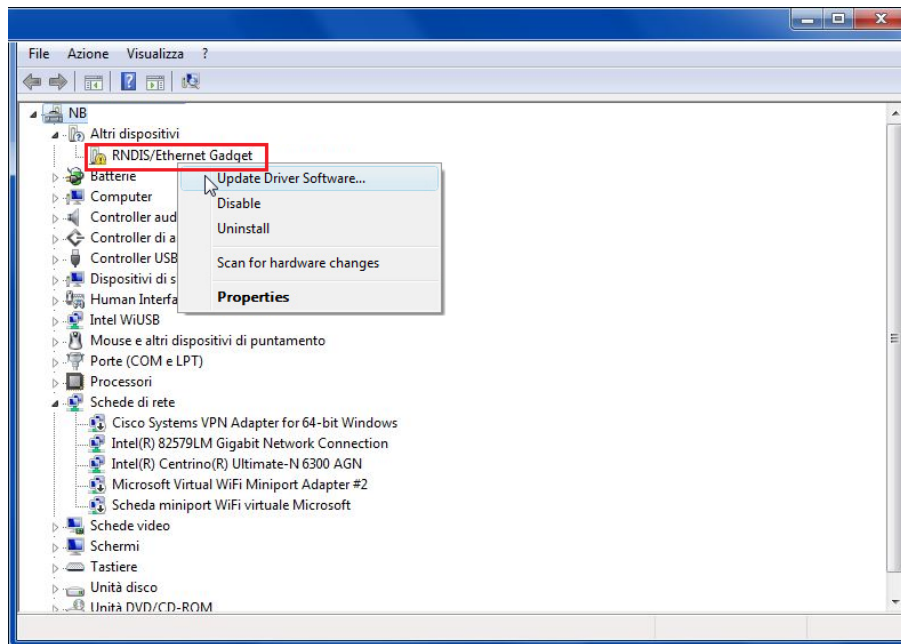 File Azione Visualizza ?
NB
Altri dispositivi
RNDIS/Ethernet Gadget
Batterie
Update Driver Software...
Computer
Disable
Controller aud
Controller di a
Uninstall
Controller USB
Scan for hardware changes
Dispositivi di s
Human Interfa
Properties
Intel WiUSB
Mouse e altri dispositivi di puntamento
Porte (COM e LPT)
Processori
Schede di rete
Cisco Systems VPN Adapter for 64-bit Windows
Intel(R) 82579LM Gigabit Network Connection
Intel(R) Centrino(R) Ultimate-N 6300 AGN
Microsoft Virtual WiFi Miniport Adapter #2
Scheda miniport WiFi virtuale Microsoft
Schede video
Schermi
Tastiere
Unità disco
Unità DVD/CD-ROM